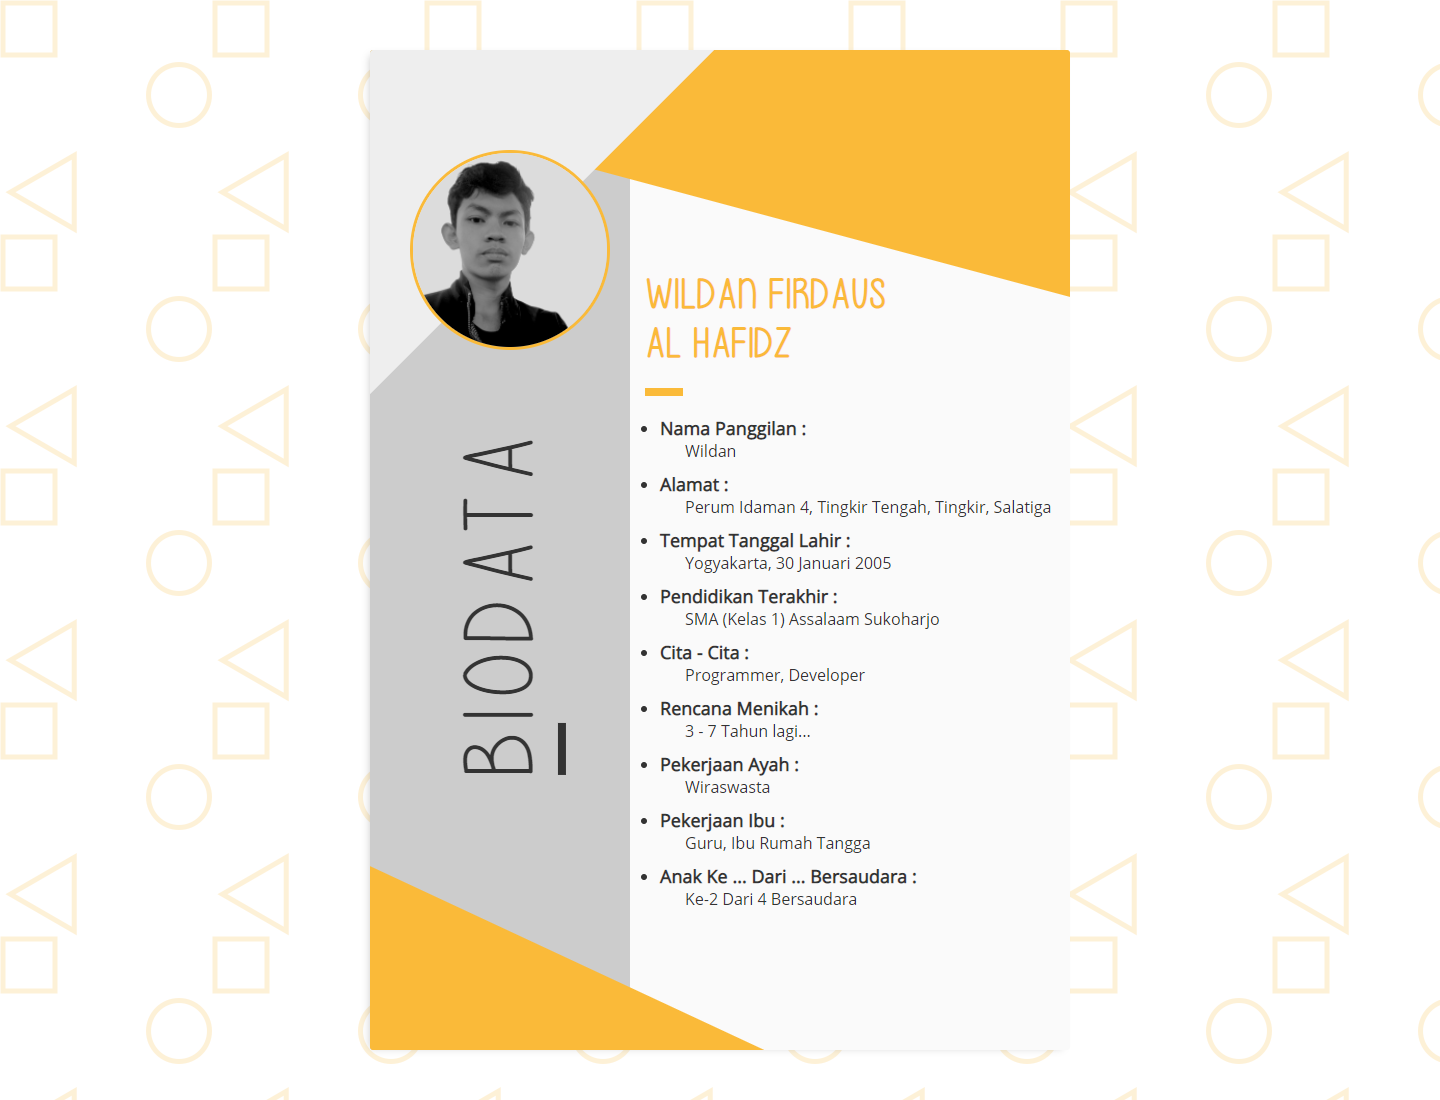 BIODATA
WILDAN FIRDAUS
AL HAFIDZ
Nama Panggilan :
Wildan
Alamat :
Perum Idaman 4, Tingkir Tengah, Tingkir, Salatiga
Tempat Tanggal Lahir :
Yogyakarta, 30 Januari 2005
Pendidikan Terakhir :
SMA (Kelas 1) Assalaam Sukoharjo
Cita - Cita :
Programmer, Developer
Rencana Menikah :
3 - 7 Tahun lagi...
Pekerjaan Ayah :
Wiraswasta
Pekerjaan Ibu :
Guru, Ibu Rumah Tangga
Anak Ke ... Dari ... Bersaudara :
Ke-2 Dari 4 Bersaudara